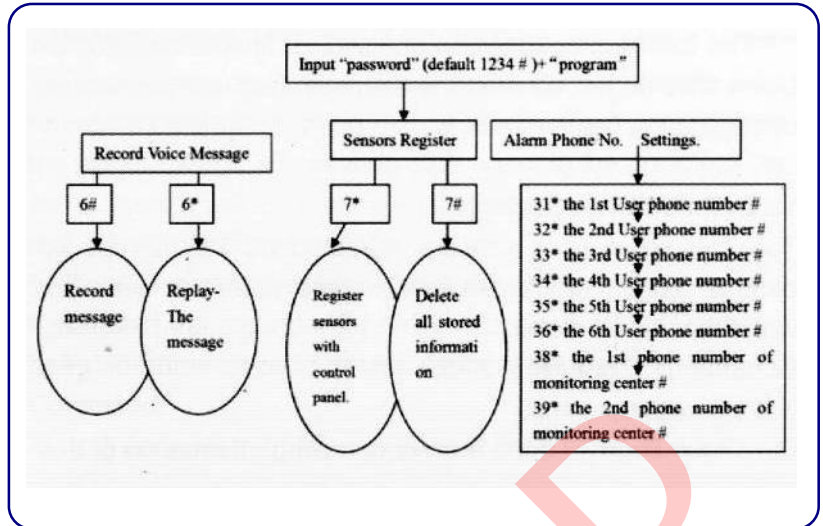 Input “password” (default 1234 # )+“program”
Record Voice Message
Sensors Register
Alarm Phone No. Settings.
6#
6*
7*
7#
Record
message
Replay-
The
message
Register
sensors
with
control
panel.
Delete
all stored
informati
on
31* the 1st User phone number #
32* the 2nd User phone number #
33* the 3rd User phone number #
34* the 4th User phone number #
35* the 5th User phone number #
36* the 6th User phone number #
38* the 1st phone number of
monitoring center #
39* the 2nd phone number of
monitoring center #